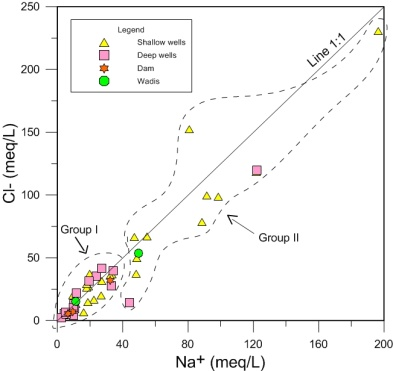 250
200
150
100
50
0
Cl- (meq/L)
Legend
Shallow wells
Deep wells
Dam
Wadis
Line 1:1
Group I
Group II
0 40 80 120 160 200
Na+ (meq/L)